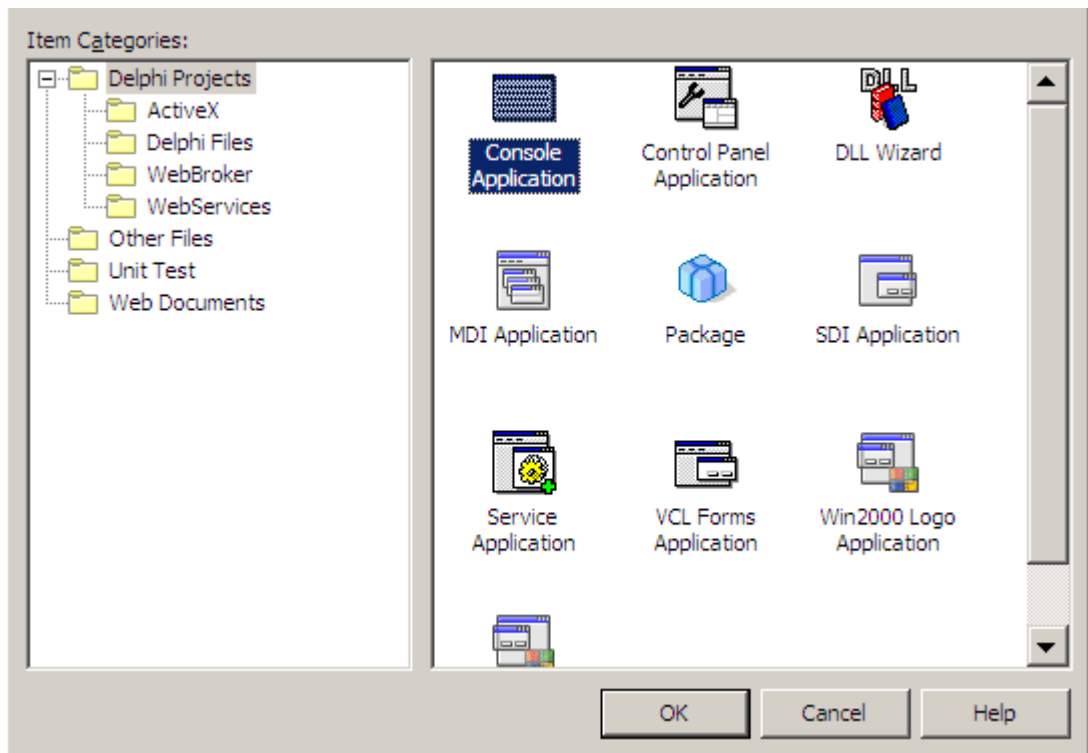 Item Categories:
Delphi Projects
ActiveX
Delphi Files
WebBroker
WebServices
Other Files
Unit Test
Web Documents
DLL
Console
Application
Control Panel
Application
DLL Wizard
MDI Application
Package
SDI Application
Service
Application
VCL Forms
Application
Win2000 Logo
Application
OK
Cancel
Help